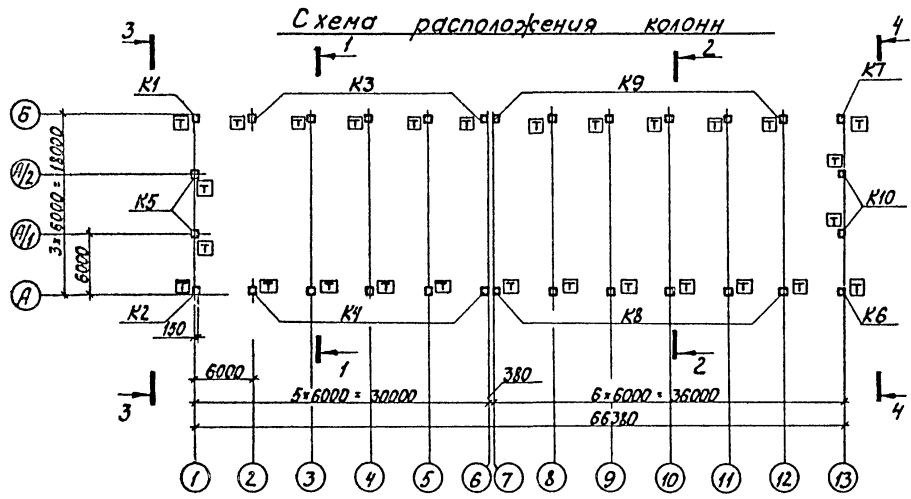 Схема расположения колонн
3 1 2 4
К1 К3 К9 К7
Б Т Т Т Т Т Т Т Т Т Т Т Т
А/2 Т Т
К5 К10
А/1 Т Т
3×6000=18000
6000
А Т Т Т Т Т Т Т Т Т Т Т Т
К2 К4 К8 К6
150
1 2
6000 380
3 5×6000=30000 6×6000=36000 4
66380
1 2 3 4 5 6 7 8 9 10 11 12 13